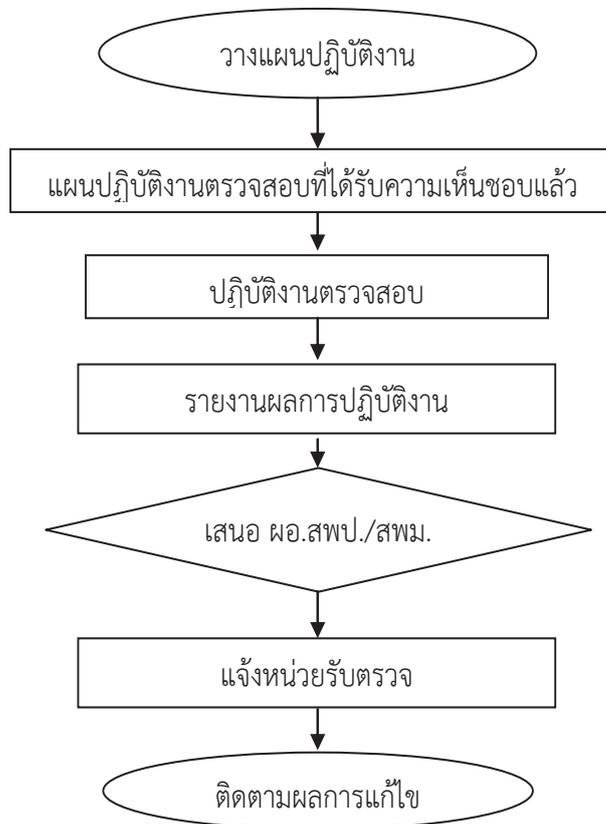 วางแผนปฏิบัติงาน
แผนปฏิบัติงานตรวจสอบที่ได้รับความเห็นชอบแล้ว
ปฏิบัติงานตรวจสอบ
รายงานผลการปฏิบัติงาน
เสนอ ผอ.สพป./สพม.
แจ้งหน่วยรับตรวจ
ติดตามผลการแก้ไข